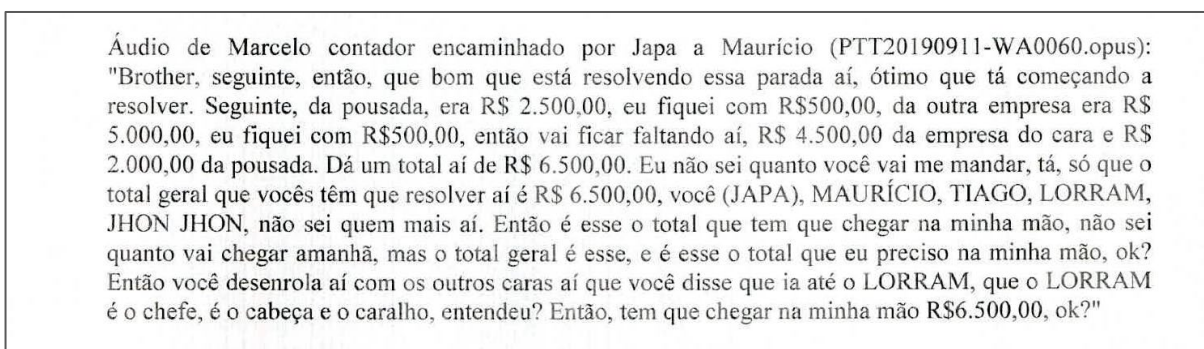 Áudio de Marcelo contador encaminhado por Japa a Maurício (PTT20190911-WA0060.opus):
"Brother, seguinte, então, que bom que está resolvendo essa parada aí, ótimo que tá começando a
resolver. Seguinte, da pousada, era R$ 2.500,00, eu fiquei com R$500,00, da outra empresa era R$
5.000,00, eu fiquei com R$500,00, então vai ficar faltando aí, R$ 4.500,00 da empresa do cara e R$
2.000,00 da pousada. Dá um total aí de R$ 6.500,00. Eu não sei quanto você vai me mandar, tá, só que o
total geral que vocês têm que resolver aí é R$ 6.500,00, você (JAPA), MAURÍCIO, TIAGO, LORRAM,
JHON JHON, não sei quem mais aí. Então é esse o total que tem que chegar na minha mão, não sei
quanto vai chegar amanhã, mas o total geral é esse, e é esse o total que eu preciso na minha mão, ok?
Então você desenrola aí com os outros caras aí que você disse que ia até o LORRAM, que o LORRAM
é o chefe, é o cabeça e o caralho, entendeu? Então, tem que chegar na minha mão R$6.500,00, ok?"